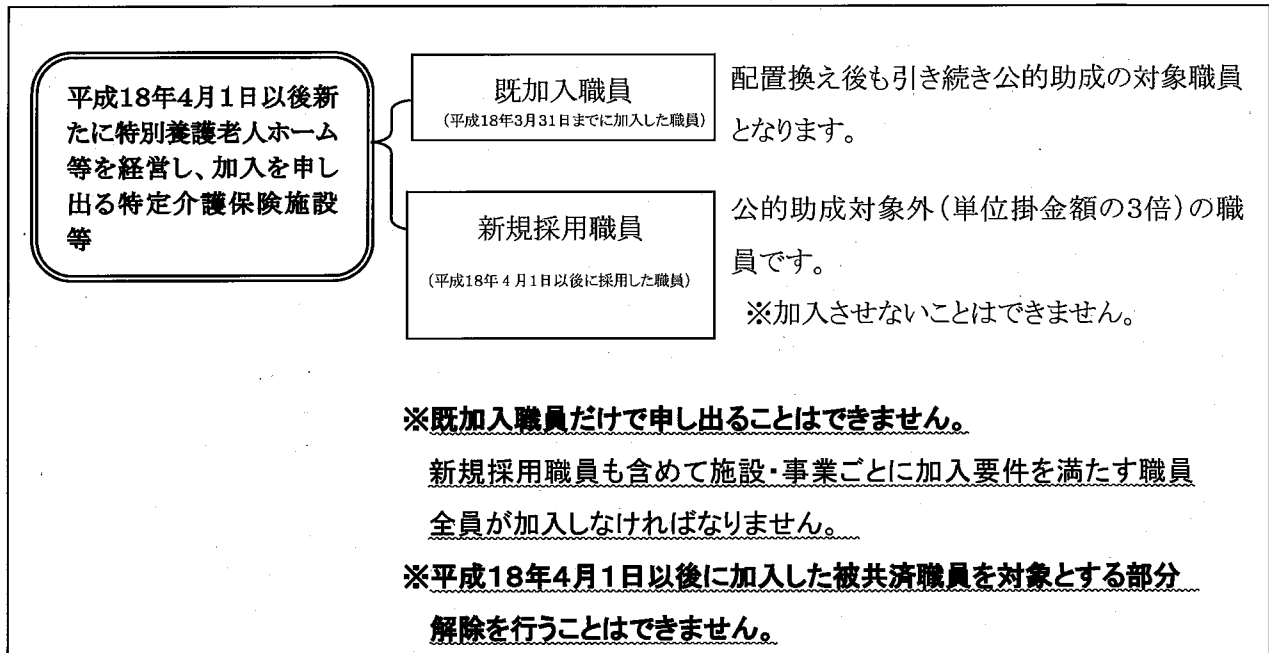 平成18年4月1日以後新
たに特別養護老人ホーム
等を経営し、加入を申し
出る特定介護保険施設
等
既加入職員
(平成18年3月31日までに加入した職員)
配置換え後も引き続き公的助成の対象職員
となります。
新規採用職員
(平成18年4月1日以後に採用した職員)
公的助成対象外(単位掛金額の3倍)の職
員です。
※加入させないことはできません。
※既加入職員だけで申し出ることはできません。
新規採用職員も含めて施設・事業ごとに加入要件を満たす職員
全員が加入しなければなりません。
※平成18年4月1日以後に加入した被共済職員を対象とする部分
解除を行うことはできません。